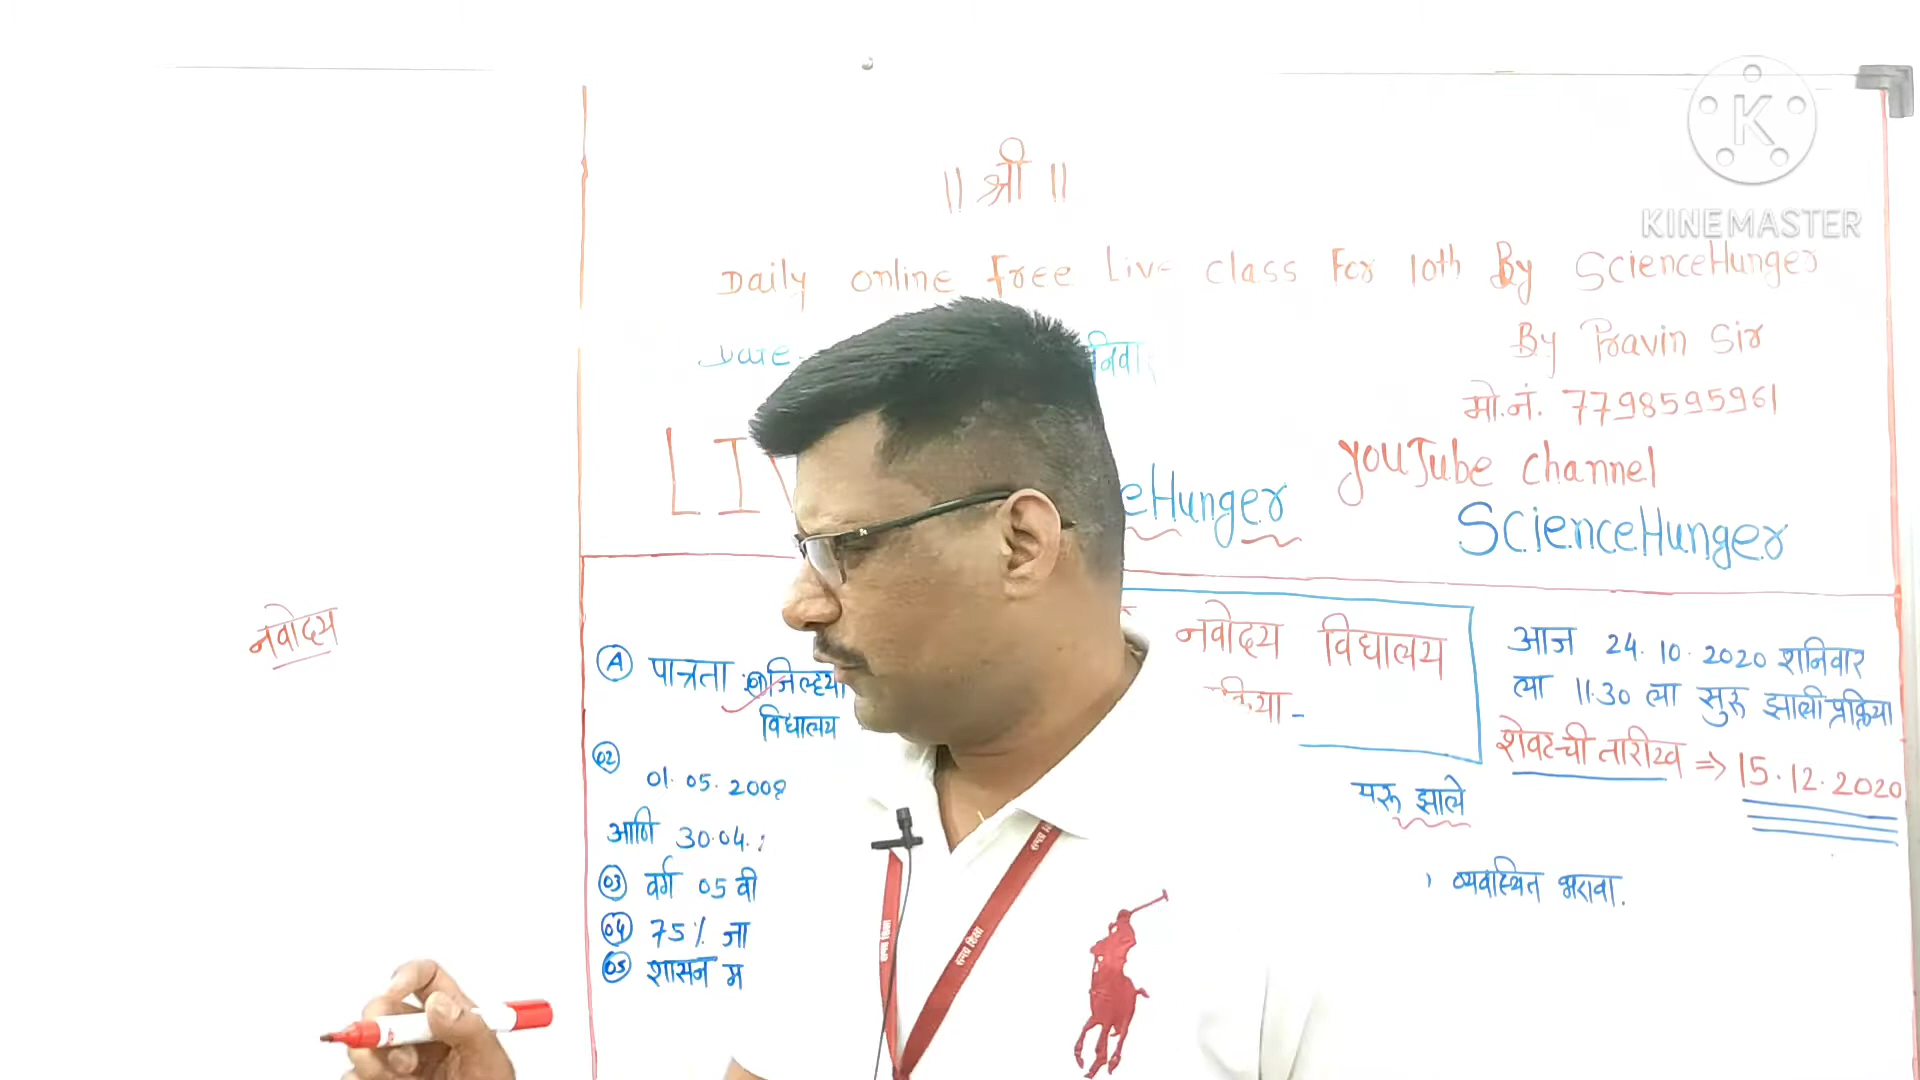 KINEMASTER
|| श्री ||
Daily online free Live class For 10th By ScienceHunger
By Pravin Sir
मो.नं. 7798595961
LIV
eHunger
YouTube channel
ScienceHunger
नवोदय
नवोदय विद्यालय
आज 24.10.2020 शनिवार
ला 11.30 ला सुरू झाली प्रक्रिया
शेवटची तारीख => 15.12.2020
झाले
व्यवस्थित भरावा.
(A) पात्रता जिल्ह्या
विद्यालय
02
01.05.2008
आणि 30.04.
03 वर्ग 05 वी
04 75% जा
05 शासन म
समग्र शिक्षा